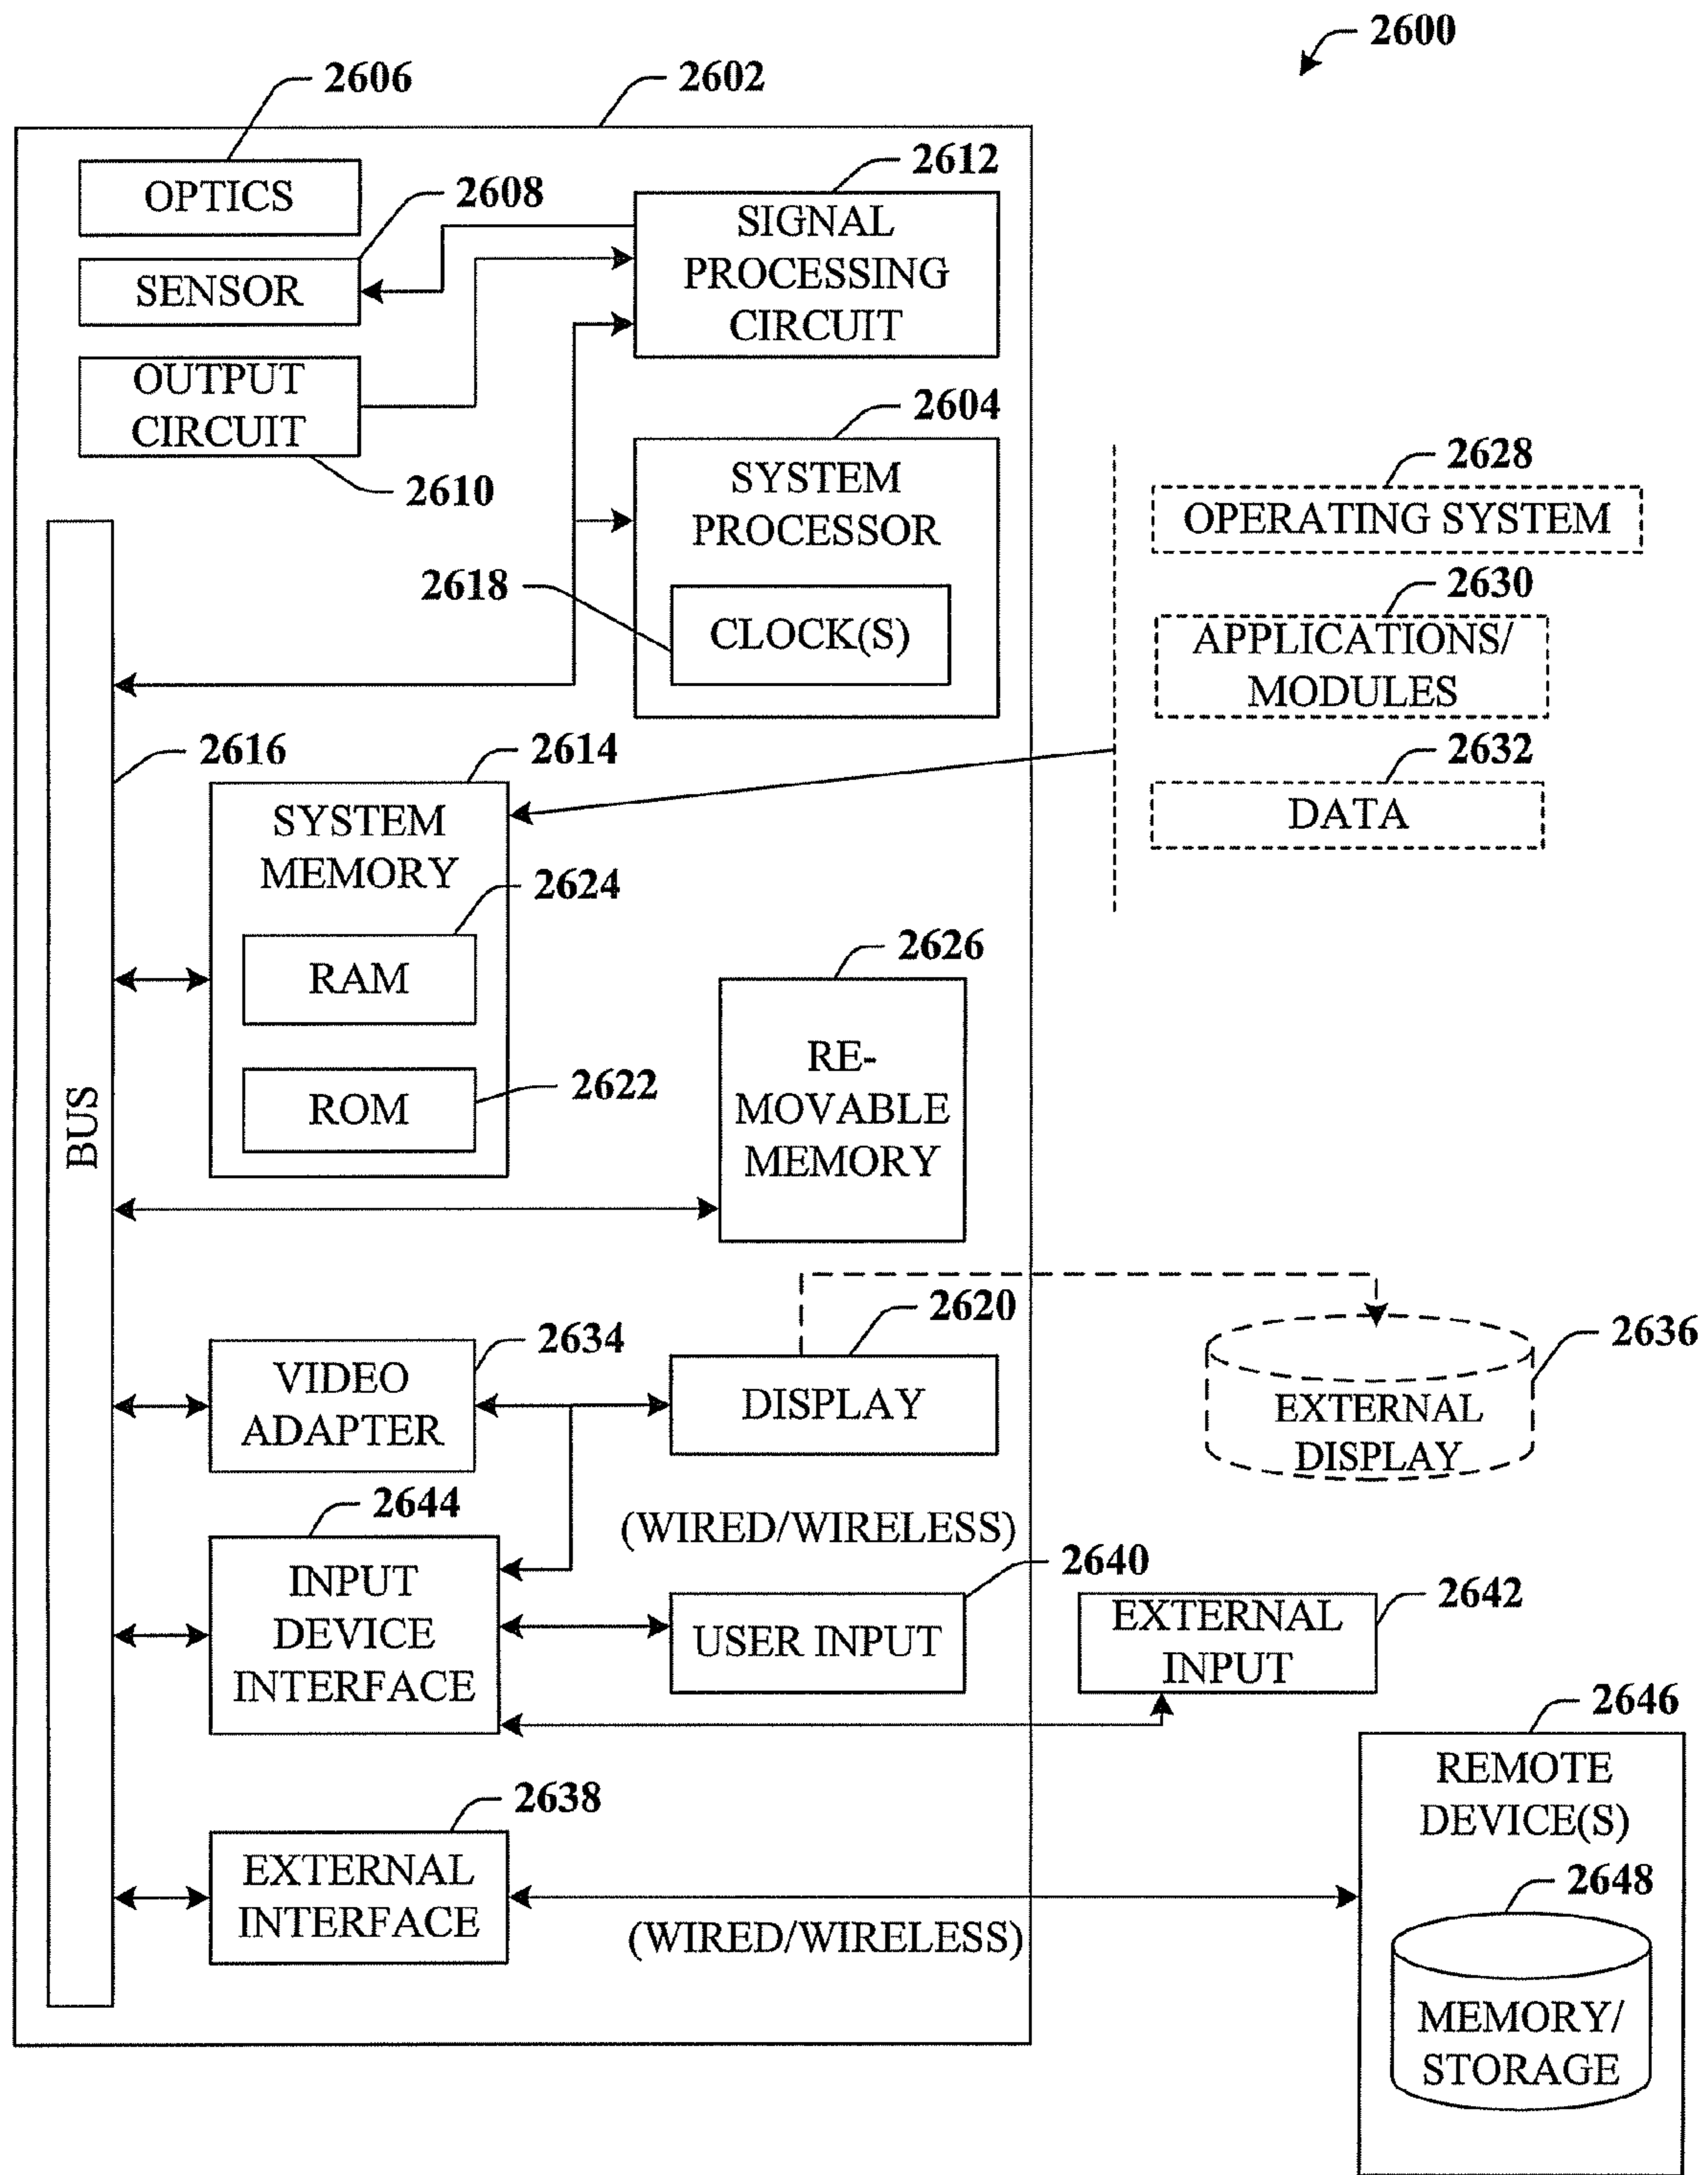 2600
2606
2602
OPTICS
2608
2612
SENSOR
SIGNAL
PROCESSING
CIRCUIT
OUTPUT
CIRCUIT
2610
2604
SYSTEM
PROCESSOR
2618
CLOCK(S)
2628
OPERATING SYSTEM
2630
APPLICATIONS/
MODULES
2632
DATA
2616
BUS
2614
SYSTEM
MEMORY
2624
RAM
2622
ROM
2626
RE-
MOVABLE
MEMORY
2634
VIDEO
ADAPTER
2620
DISPLAY
2636
EXTERNAL
DISPLAY
2644
INPUT
DEVICE
INTERFACE
(WIRED/WIRELESS)
2640
USER INPUT
2642
EXTERNAL
INPUT
2638
EXTERNAL
INTERFACE
(WIRED/WIRELESS)
2646
REMOTE
DEVICE(S)
2648
MEMORY/
STORAGE